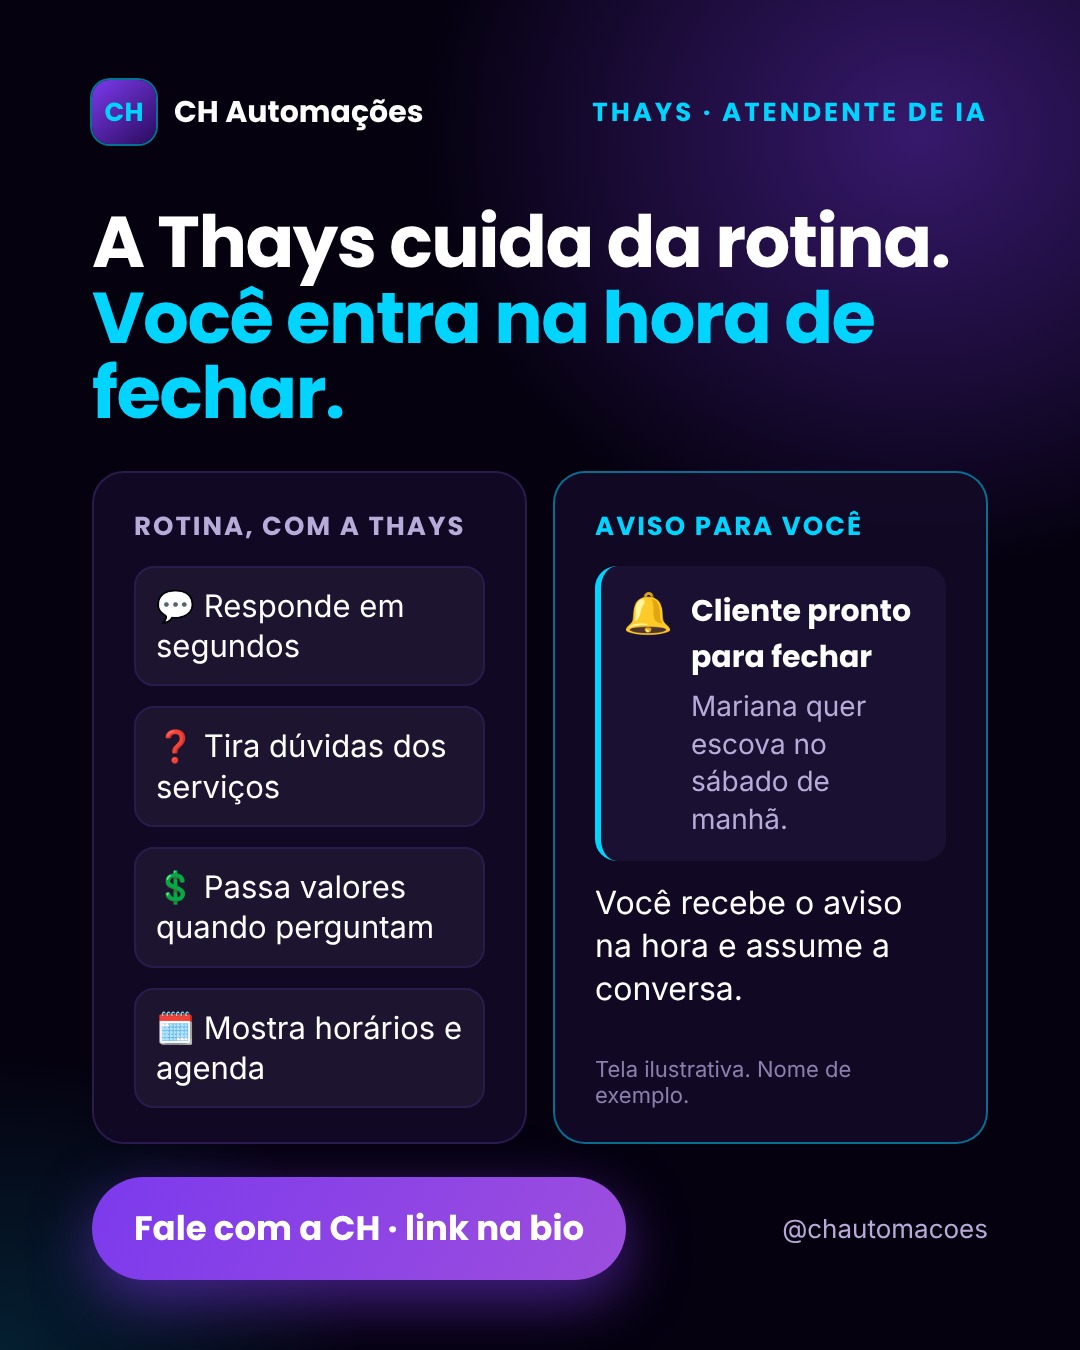 CH
CH Automações
THAYS · ATENDENTE DE IA
A Thays cuida da rotina.
Você entra na hora de
fechar.
ROTINA, COM A THAYS
💬 Responde em
segundos
❓ Tira dúvidas dos
serviços
💲 Passa valores
quando perguntam
🗓️ Mostra horários e
agenda
AVISO PARA VOCÊ
🔔 Cliente pronto
para fechar
Mariana quer
escova no
sábado de
manhã.
Você recebe o aviso
na hora e assume a
conversa.
Tela ilustrativa. Nome de
exemplo.
Fale com a CH · link na bio
@chautomacoes